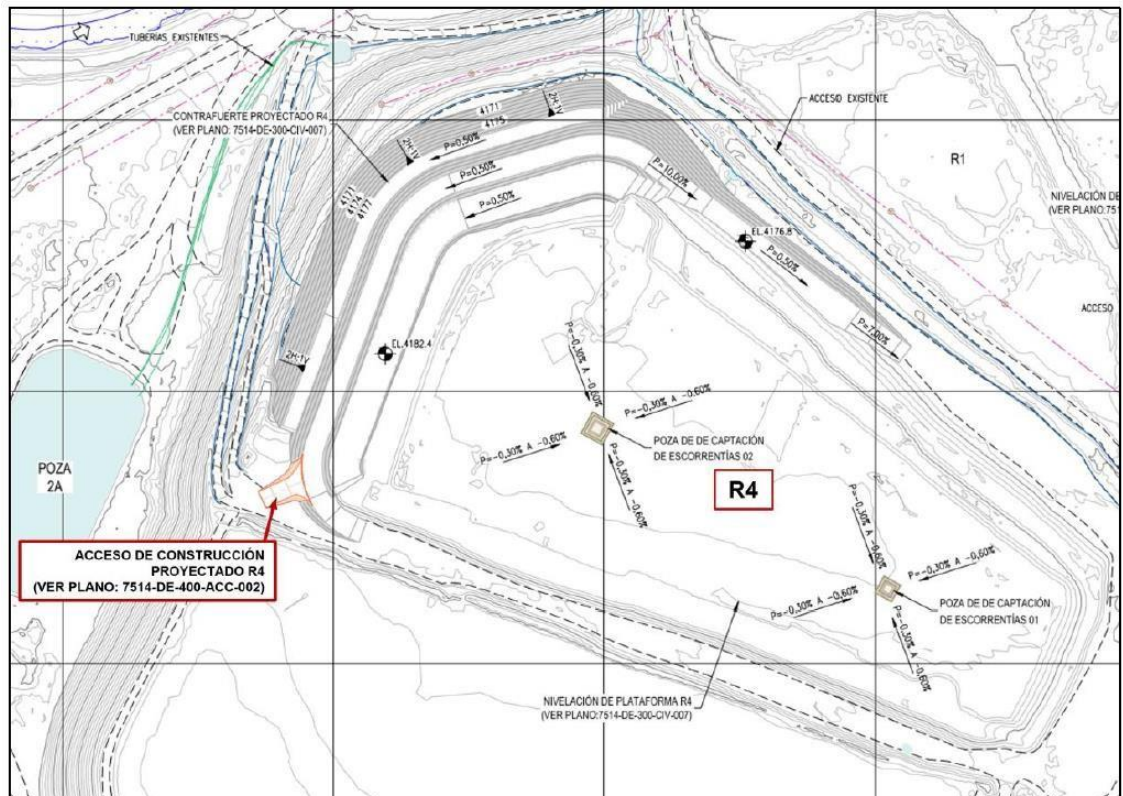 TUBERIAS EXISTENTES
CONTRAFUERTE PROYECTADO R4
(VER PLANO: 7514-DE-300-CIV-007)
4171
4175
2H:1V
2H:1V
P=0,50%
P=0,50%
P=0,50%
4171
4174
4177
P=10,00%
ACCESO EXISTENTE
R1
NIVELACIÓN DE
(VER PLANO:751
EL.4176.8
P=0,50%
ACCESO
P=7,00%
EL.4182.4
2H:1V
P=-0,30% A -0,60%
P=-0,30% A -0,60%
P=-0,30% A -0,60%
P=-0,30% A -0,60%
POZA DE DE CAPTACIÓN
DE ESCORRENTÍAS 02
R4
POZA
2A
ACCESO DE CONSTRUCCIÓN
PROYECTADO R4
(VER PLANO: 7514-DE-400-ACC-002)
P=-0,30% A -0,60%
P=-0,30% A -0,60%
P=-0,30% A -0,60%
P=-0,30% A -0,60%
POZA DE DE CAPTACIÓN
DE ESCORRENTÍAS 01
NIVELACIÓN DE PLATAFORMA R4
(VER PLANO:7514-DE-300-CIV-007)